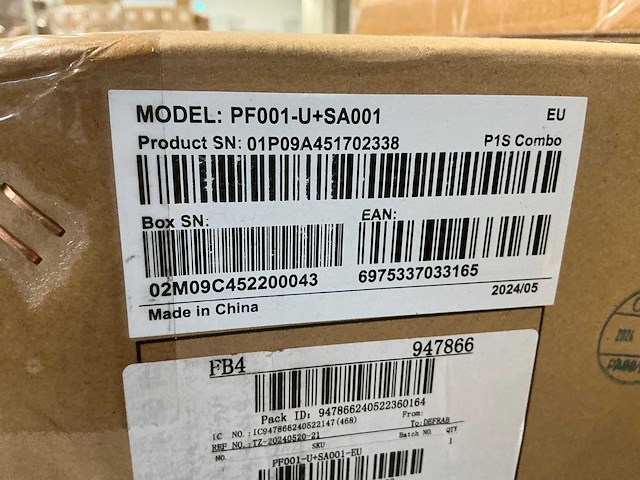 MODEL: PF001-U+SA001 EU
Product SN: 01P09A451702338 P1S Combo
Box SN: EAN:
02M09C452200043 6975337033165
Made in China 2024/05
FB4 947866
Pack ID: 947866240522360164
IC NO.: IC947866240522147(468) From:
REF NO.: TZ-20240520-21 To: DEFRAB
NO. SKU Batch NO. QTY
PF001-U+SA001-EU 1